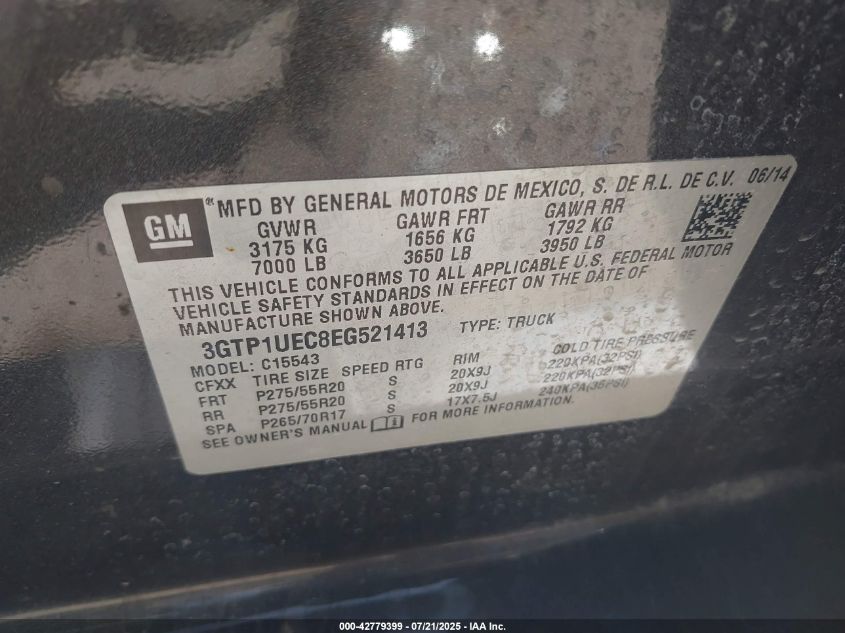 GM
® MFD BY GENERAL MOTORS DE MEXICO, S. DE R.L. DE C.V. 06/14
GVWR GAWR FRT GAWR RR
3175 KG 1656 KG 1792 KG
7000 LB 3650 LB 3950 LB
THIS VEHICLE CONFORMS TO ALL APPLICABLE U.S. FEDERAL MOTOR
VEHICLE SAFETY STANDARDS IN EFFECT ON THE DATE OF
MANUFACTURE SHOWN ABOVE.
3GTP1UEC8EG521413 TYPE: TRUCK
MODEL: C15543
CFXX TIRE SIZE SPEED RTG RIM COLD TIRE PRESSURE
FRT P275/55R20 S 20X9J 220KPA(32PSI)
RR P275/55R20 S 20X9J 220KPA(32PSI)
SPA P265/70R17 S 17X7.5J 240KPA(35PSI)
SEE OWNER'S MANUAL FOR MORE INFORMATION.
000-42779399 - 07/21/2025 - IAA Inc.